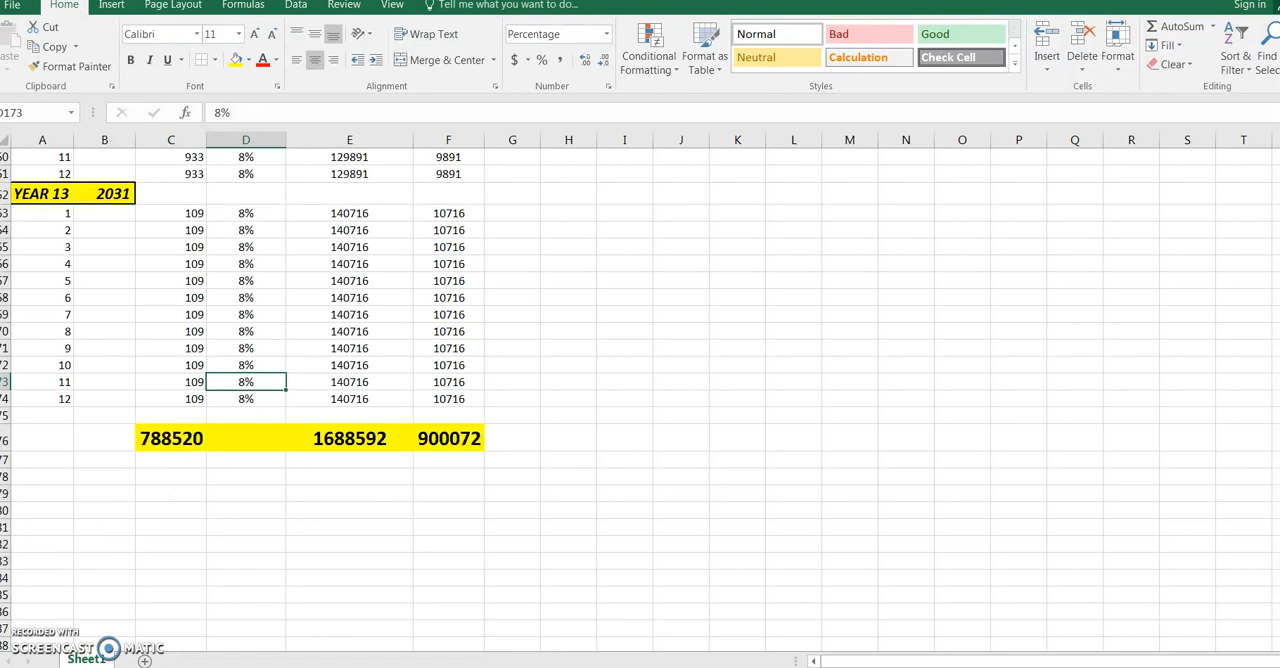 File Home Insert Page Layout Formulas Data Review View Tell me what you want to do... Sign in
Cut
Copy
Format Painter
Clipboard
Calibri 11 A A
B I U A
Font
Wrap Text
Merge & Center
Alignment
Percentage
$ % ,
Number
Conditional Formatting
Format as Table
Normal Bad Good
Neutral Calculation Check Cell
Styles
Insert Delete Format
Cells
AutoSum
Fill
Clear
Sort & Filter
Find
Editing
D173 fx 8%
A B C D E F G H I J K L M N O P Q R S T
11 933 8% 129891 9891
12 933 8% 129891 9891
YEAR 13 2031
1 109 8% 140716 10716
2 109 8% 140716 10716
3 109 8% 140716 10716
4 109 8% 140716 10716
5 109 8% 140716 10716
6 109 8% 140716 10716
7 109 8% 140716 10716
8 109 8% 140716 10716
9 109 8% 140716 10716
10 109 8% 140716 10716
11 109 8% 140716 10716
12 109 8% 140716 10716
788520 1688592 900072
RECORDED WITH
SCREENCAST MATIC
Sheet1